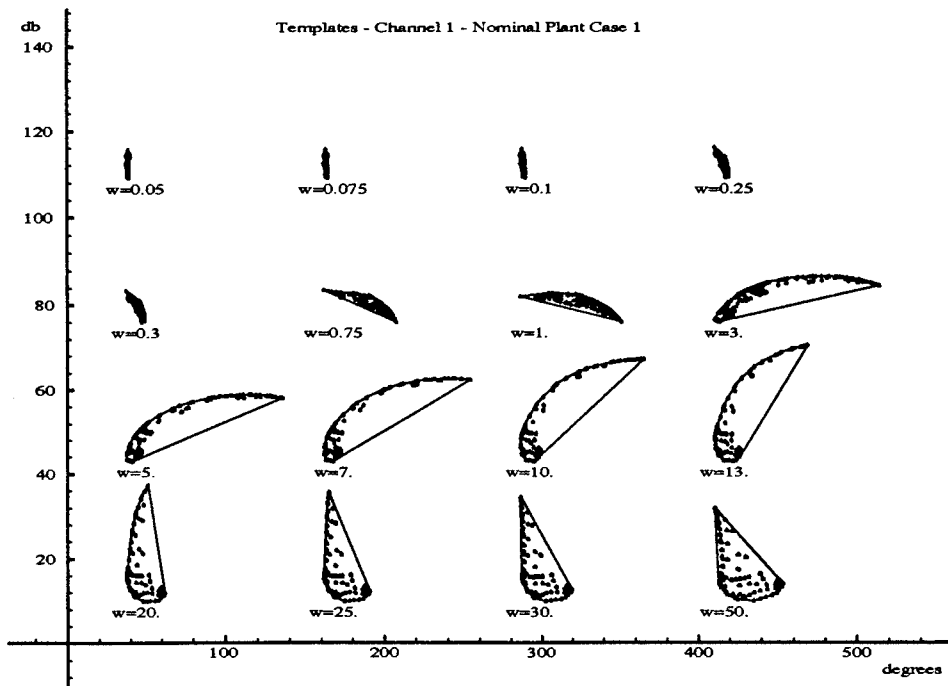 db
Templates - Channel 1 - Nominal Plant Case 1
140
120
w=0.05 w=0.075 w=0.1 w=0.25
100
80
w=0.3 w=0.75 w=1. w=3.
60
40
w=5. w=7. w=10. w=13.
20
w=20. w=25. w=30. w=50.
100 200 300 400 500
degrees